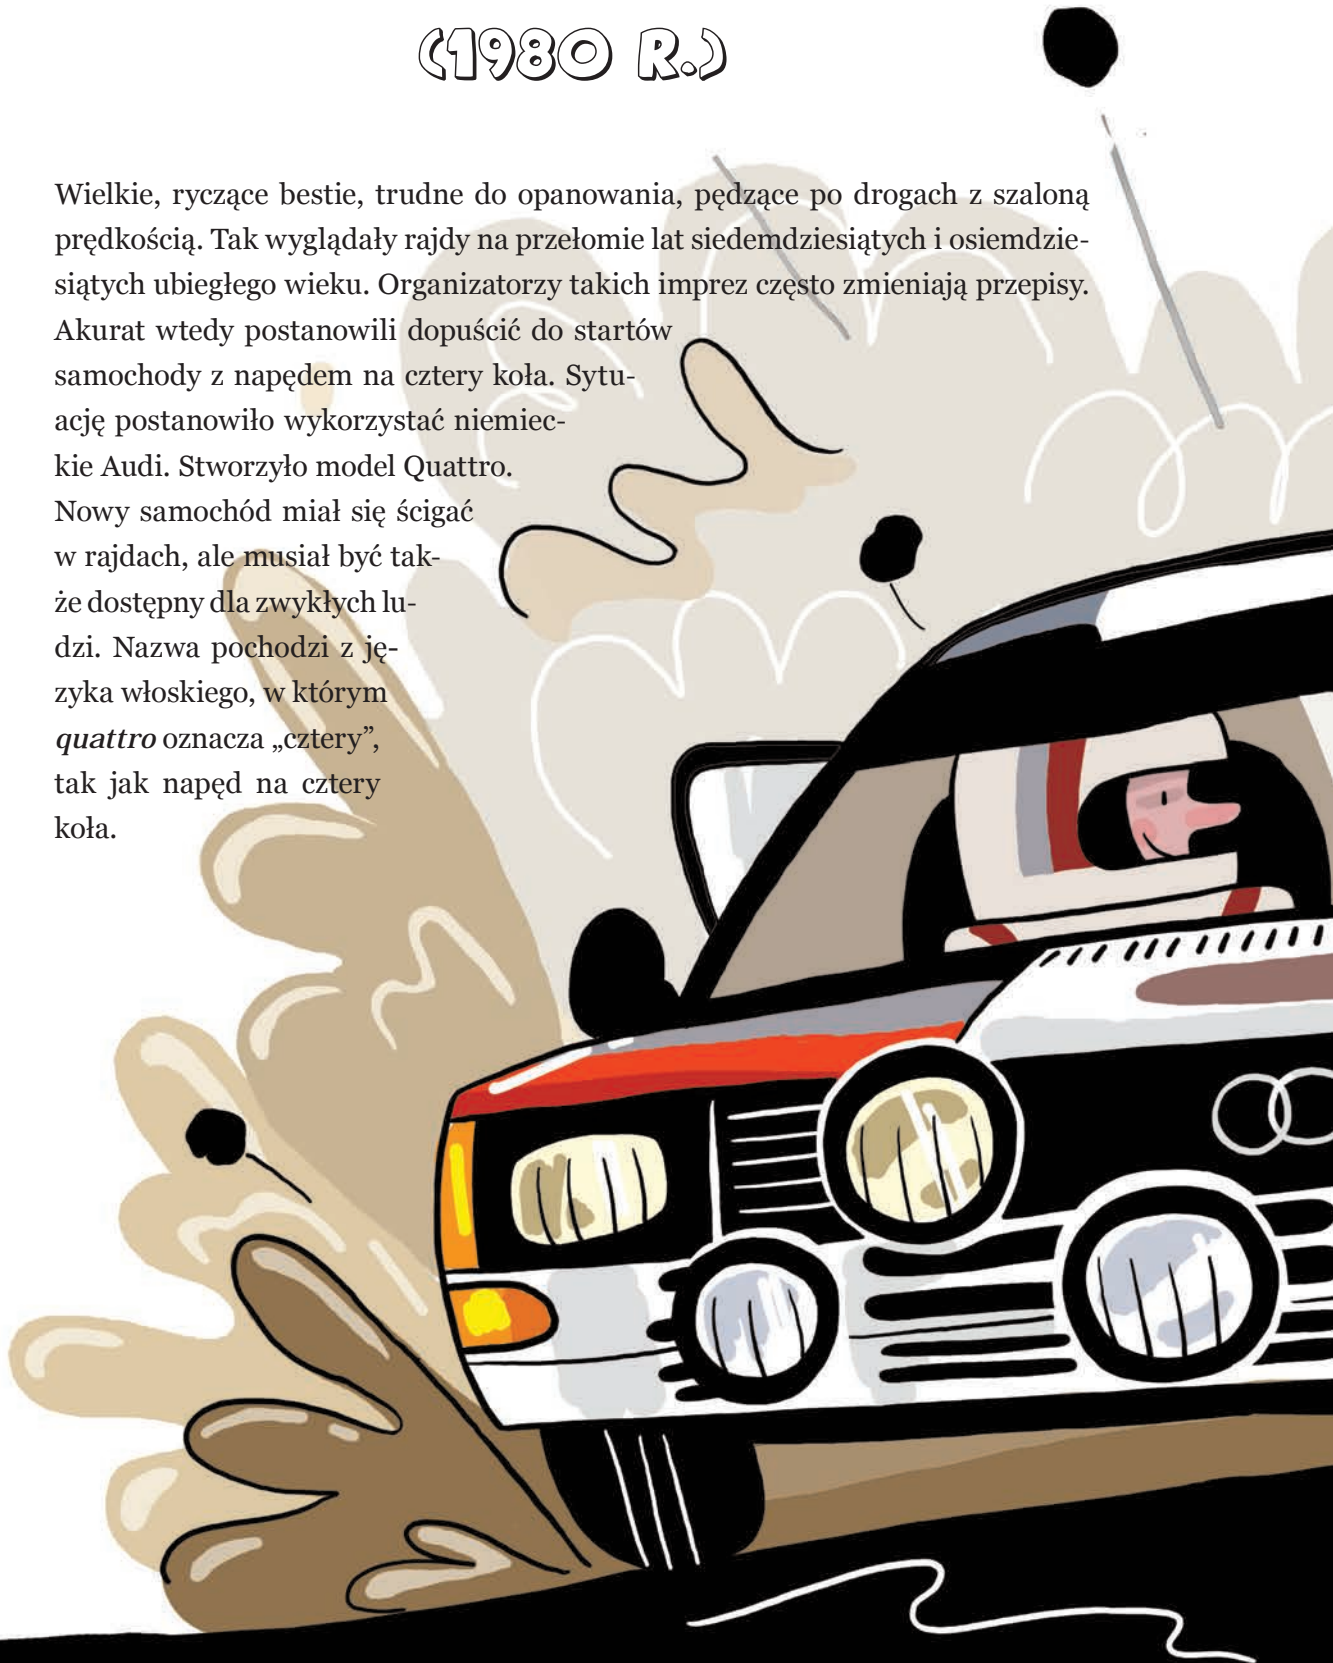 (1980 R.)
Wielkie, ryczące bestie, trudne do opanowania, pędzące po drogach z szaloną
prędkością. Tak wyglądały rajdy na przełomie lat siedemdziesiątych i osiemdzie-
siątych ubiegłego wieku. Organizatorzy takich imprez często zmieniają przepisy.
Akurat wtedy postanowili dopuścić do startów
samochody z napędem na cztery koła. Sytu-
ację postanowiło wykorzystać niemiec-
kie Audi. Stworzyło model Quattro.
Nowy samochód miał się ścigać
w rajdach, ale musiał być tak-
że dostępny dla zwykłych lu-
dzi. Nazwa pochodzi z ję-
zyka włoskiego, w którym
quattro oznacza „cztery”,
tak jak napęd na cztery
koła.